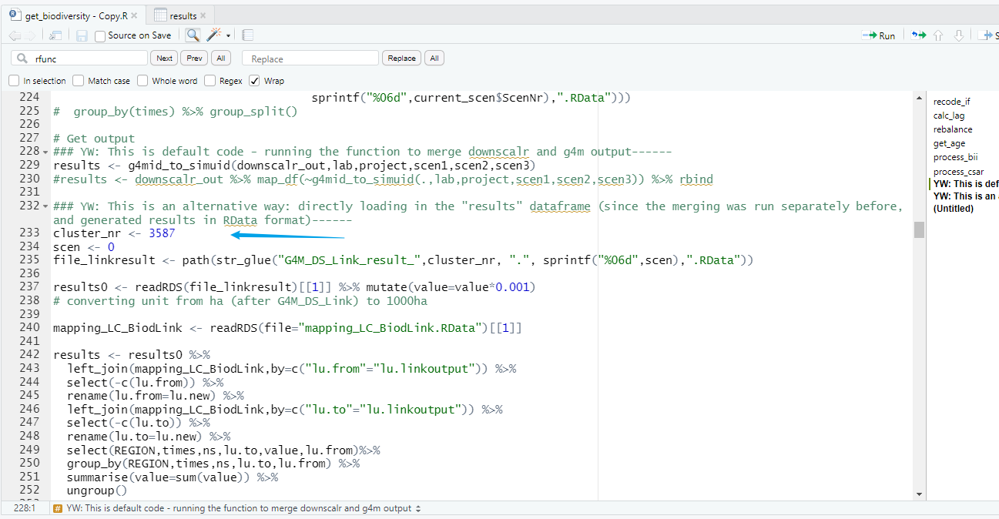 get_biodiversity - Copy.R
results
Source on Save
Run
rfunc
Next
Prev
All
Replace
Replace
All
In selection
Match case
Whole word
Regex
Wrap
224 sprintf("%06d",current_scen$ScenNr),".RData")))
225 #  group_by(times) %>% group_split()
226
227 # Get output
228 ### YW: This is default code - running the function to merge downscalr and g4m output------
229 results <- g4mid_to_simuid(downscalr_out,lab,project,scen1,scen2,scen3)
230 #results <- downscalr_out %>% map_df(~g4mid_to_simuid(.,lab,project,scen1,scen2,scen3)) %>% rbind
231
232 ### YW: This is an alternative way: directly loading in the "results" dataframe (since the merging was run separately before,
and generated results in RData format)------
233 cluster_nr <- 3587
234 scen <- 0
235 file_linkresult <- path(str_glue("G4M_DS_Link_result_",cluster_nr, ".", sprintf("%06d",scen),".RData"))
236
237 results0 <- readRDS(file_linkresult)[[1]] %>% mutate(value=value*0.001)
238 # converting unit from ha (after G4M_DS_Link) to 1000ha
239
240 mapping_LC_BiodLink <- readRDS(file="mapping_LC_BiodLink.RData")[[1]]
241
242 results <- results0 %>%
243   left_join(mapping_LC_BiodLink,by=c("lu.from"="lu.linkoutput")) %>%
244   select(-c(lu.from)) %>%
245   rename(lu.from=lu.new) %>%
246   left_join(mapping_LC_BiodLink,by=c("lu.to"="lu.linkoutput")) %>%
247   select(-c(lu.to)) %>%
248   rename(lu.to=lu.new) %>%
249   select(REGION,times,ns,lu.to,value,lu.from)%>%
250   group_by(REGION,times,ns,lu.to,lu.from) %>%
251   summarise(value=sum(value)) %>%
252   ungroup()
recode_if
calc_lag
rebalance
get_age
process_bii
process_csar
YW: This is def
YW: This is an
(Untitled)
228:1
# YW: This is default code - running the function to merge downscalr and g4m output